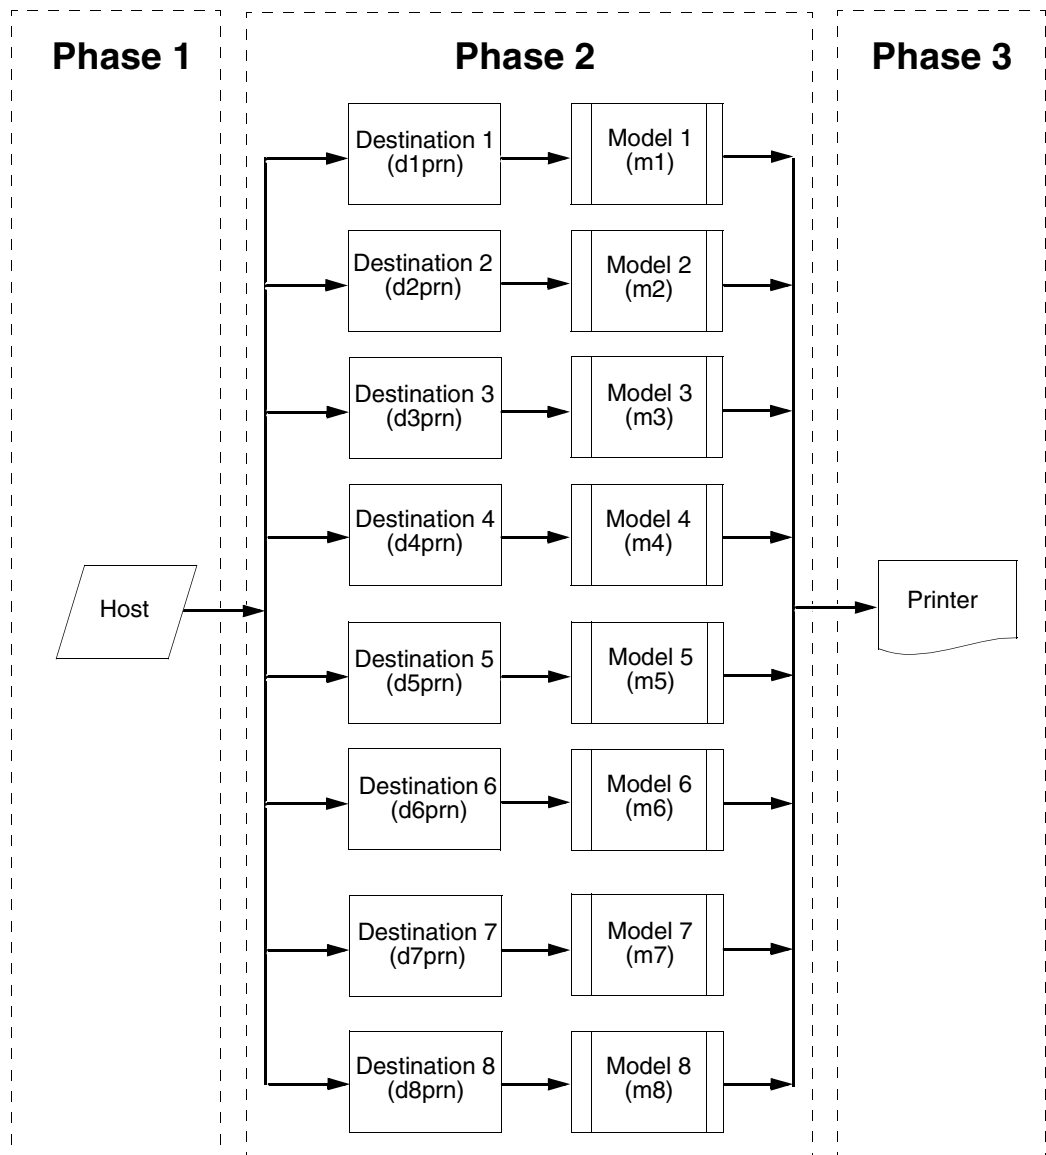 Phase 1
Phase 2
Phase 3
Destination 1
(d1prn)
Model 1
(m1)
Destination 2
(d2prn)
Model 2
(m2)
Destination 3
(d3prn)
Model 3
(m3)
Destination 4
(d4prn)
Model 4
(m4)
Host
Printer
Destination 5
(d5prn)
Model 5
(m5)
Destination 6
(d6prn)
Model 6
(m6)
Destination 7
(d7prn)
Model 7
(m7)
Destination 8
(d8prn)
Model 8
(m8)